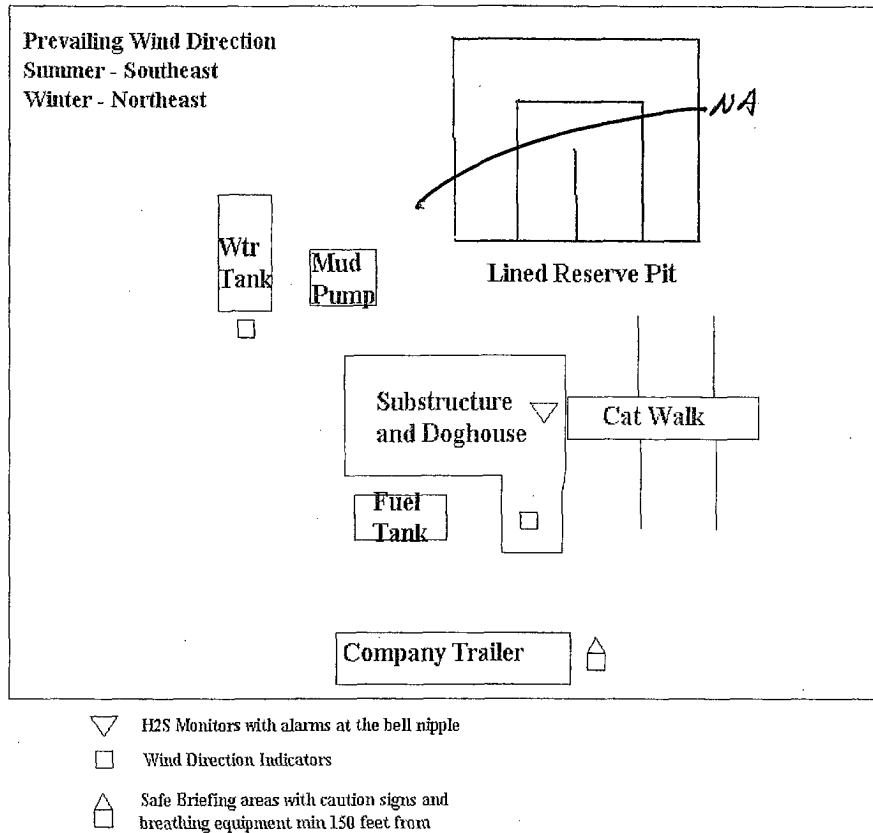 Prevailing Wind Direction
Summer - Southeast
Winter - Northeast
NA
Wtr
Tank
Mud
Pump
Lined Reserve Pit
Substructure
and Doghouse
Cat Walk
Fuel
Tank
Company Trailer
H2S Monitors with alarms at the bell nipple
Wind Direction Indicators
Safe Briefing areas with caution signs and
breathing equipment min 150 feet from